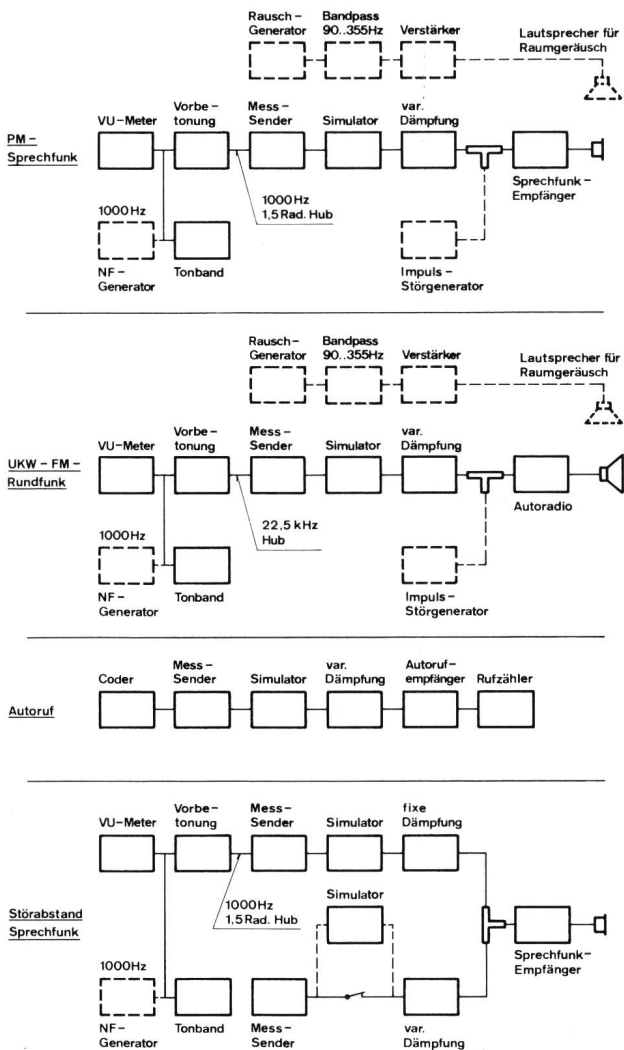 Rausch-
Generator
Bandpass
90..355Hz
Verstärker
Lautsprecher für
Raumgeräusch
PM-
Sprechfunk
VU-Meter
Vorbe-
tonung
Mess-
Sender
Simulator
var.
Dämpfung
1000Hz
1,5 Rad. Hub
Sprechfunk-
Empfänger
1000Hz
NF-
Generator
Tonband
Impuls-
Störgenerator
Rausch-
Generator
Bandpass
90..355Hz
Verstärker
Lautsprecher für
Raumgeräusch
UKW-FM-
Rundfunk
VU-Meter
Vorbe-
tonung
Mess-
Sender
Simulator
var.
Dämpfung
22,5 kHz
Hub
Autoradio
1000Hz
NF-
Generator
Tonband
Impuls-
Störgenerator
Autoruf
Coder
Mess-
Sender
Simulator
var.
Dämpfung
Autoruf-
empfänger
Rufzähler
Störabstand
Sprechfunk
VU-Meter
Vorbe-
tonung
Mess-
Sender
Simulator
fixe
Dämpfung
1000Hz
1,5 Rad. Hub
Simulator
Sprechfunk-
Empfänger
1000Hz
NF-
Generator
Tonband
Mess-
Sender
var.
Dämpfung